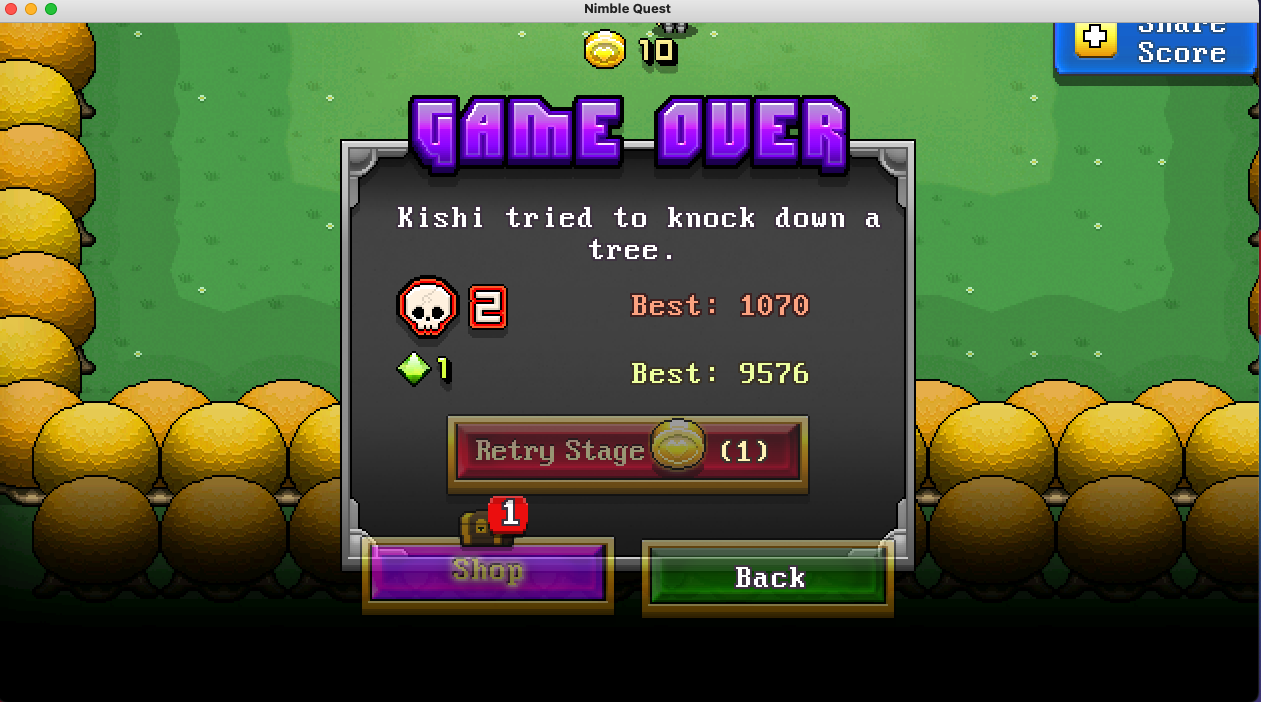 Nimble Quest
10
Share
Score
GAME OVER
Kishi tried to knock down a
tree.
2
Best: 1070
1
Best: 9576
Retry Stage (1)
1
Shop
Back